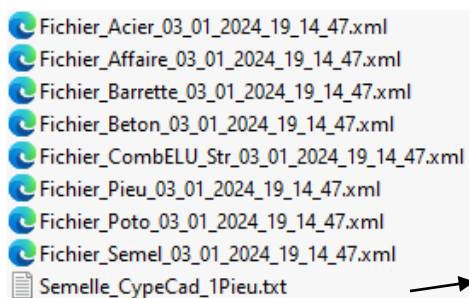 Fichier_Acier_03_01_2024_19_14_47.xml
Fichier_Affaire_03_01_2024_19_14_47.xml
Fichier_Barrette_03_01_2024_19_14_47.xml
Fichier_Beton_03_01_2024_19_14_47.xml
Fichier_CombELU_Str_03_01_2024_19_14_47.xml
Fichier_Pieu_03_01_2024_19_14_47.xml
Fichier_Poto_03_01_2024_19_14_47.xml
Fichier_Semel_03_01_2024_19_14_47.xml
Semelle_CypeCad_1Pieu.txt